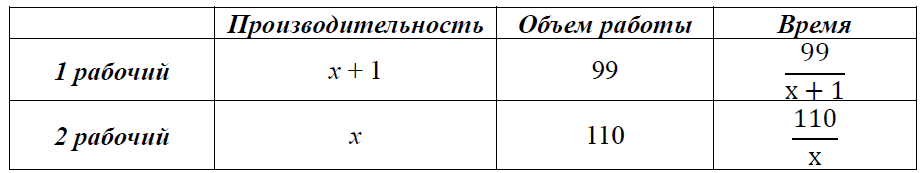 Производительность Объем работы Время
1 рабочий x + 1 99 99/(x + 1)
2 рабочий x 110 110/x